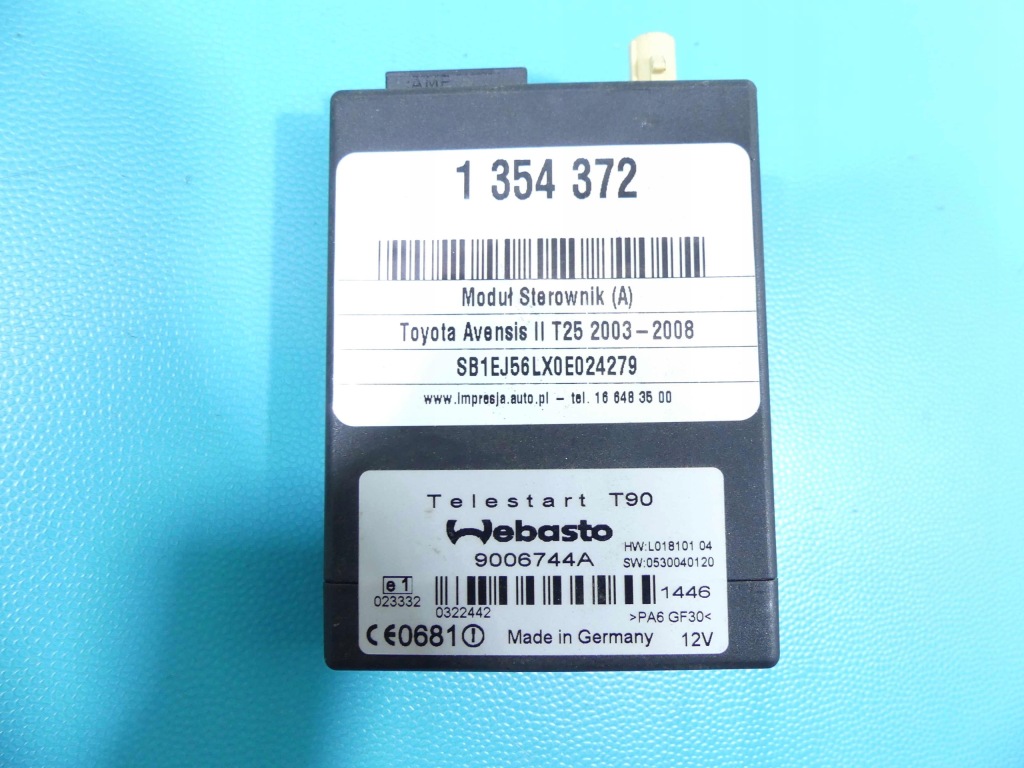 AMP
1 354 372
Moduł Sterownik (A)
Toyota Avensis II T25 2003-2008
SB1EJ56LX0E024279
www.impresja.auto.pl - tel. 16 648 35 00
Telestart T90
Webasto
9006744A
HW:L018101 04
SW:0530040120
e1
023332
0322442
1446
>PA6 GF30<
CE0681
Made in Germany
12V